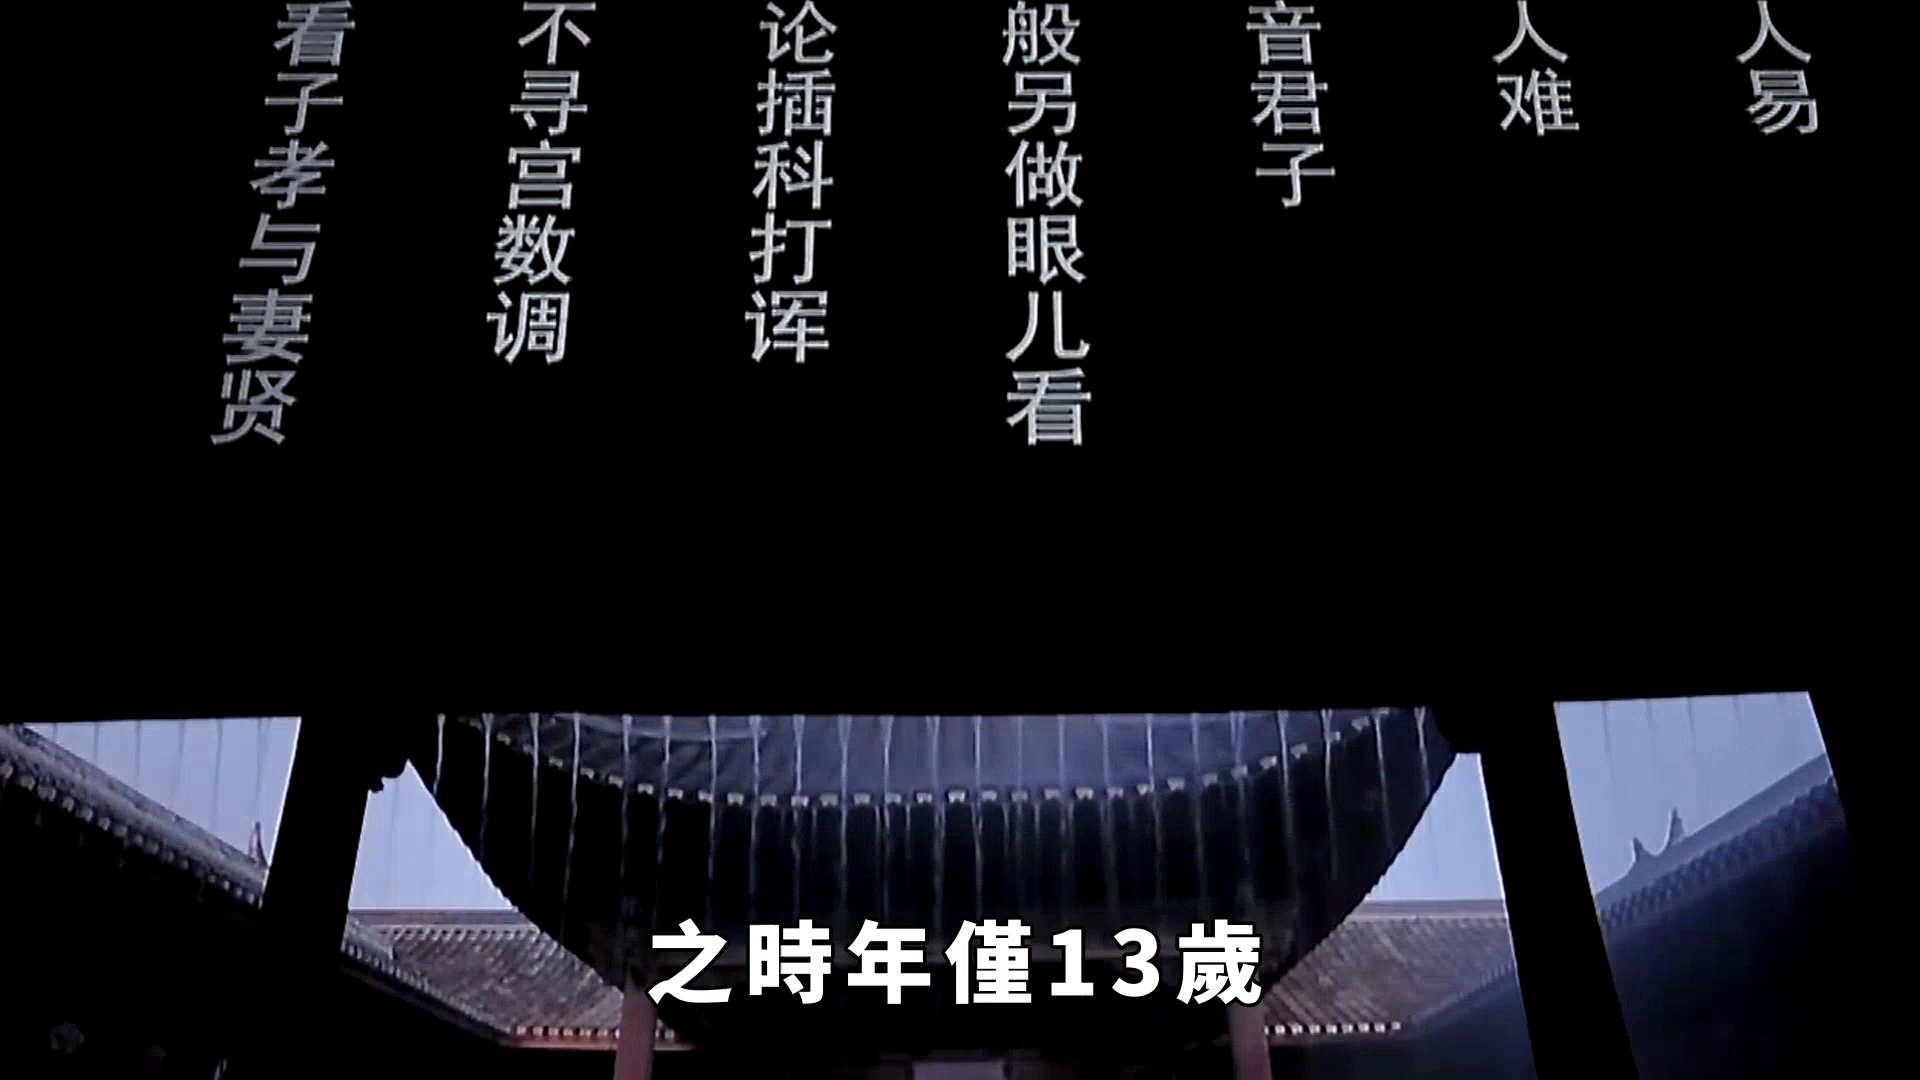 人易
人难
音君子
般另做眼儿看
论插科打诨
不寻宫数调
看子孝与妻贤
之時年僅13歲